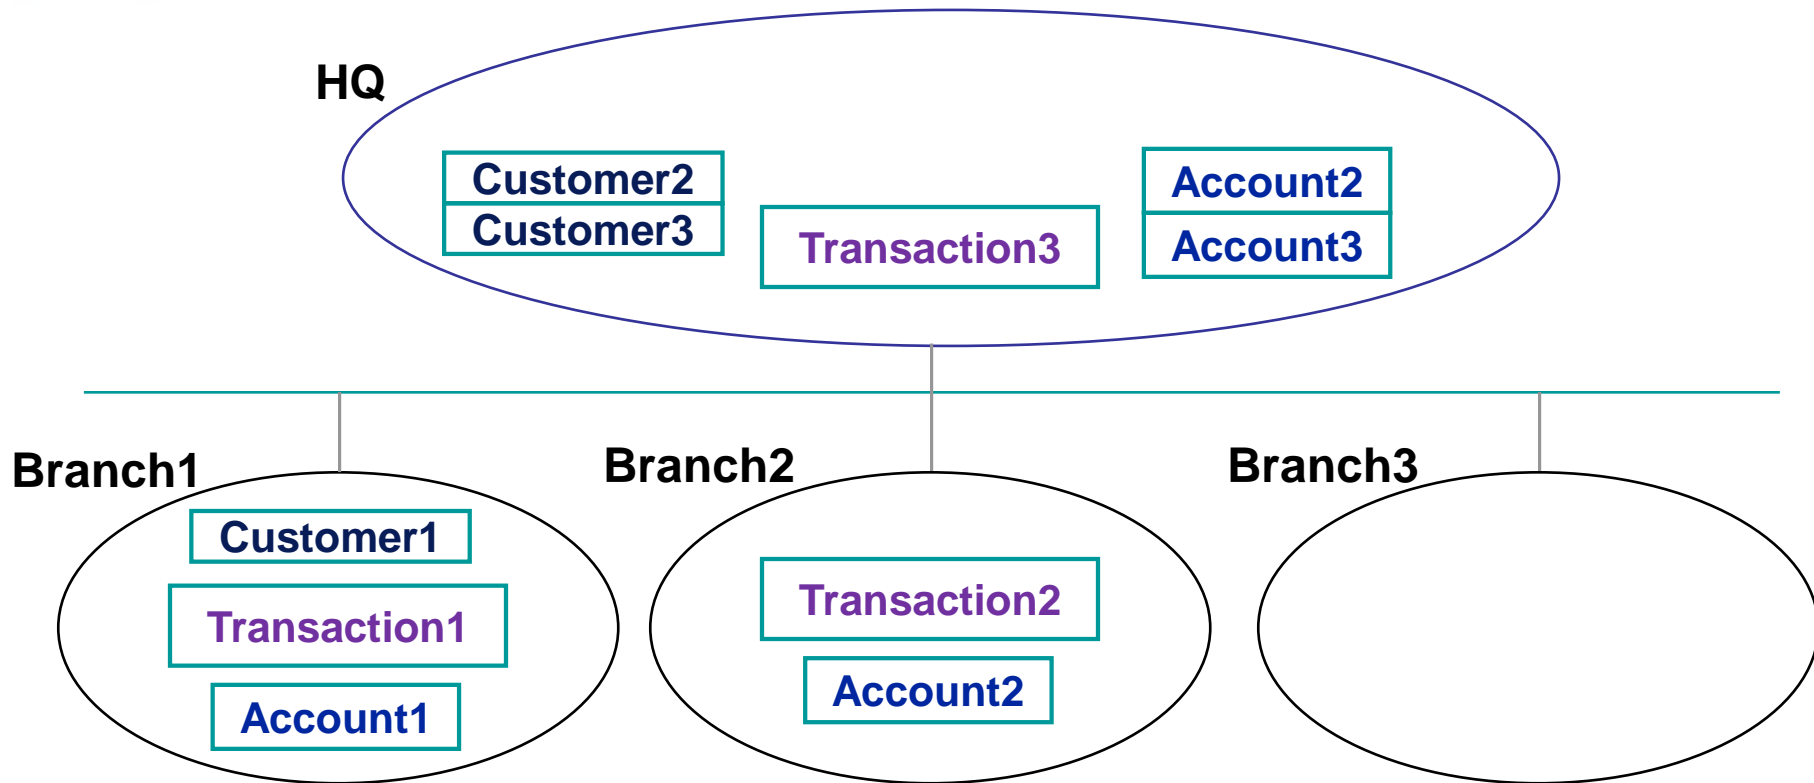 HQ
Customer2
Customer3
Transaction3
Account2
Account3
Branch1
Customer1
Transaction1
Account1
Branch2
Transaction2
Account2
Branch3